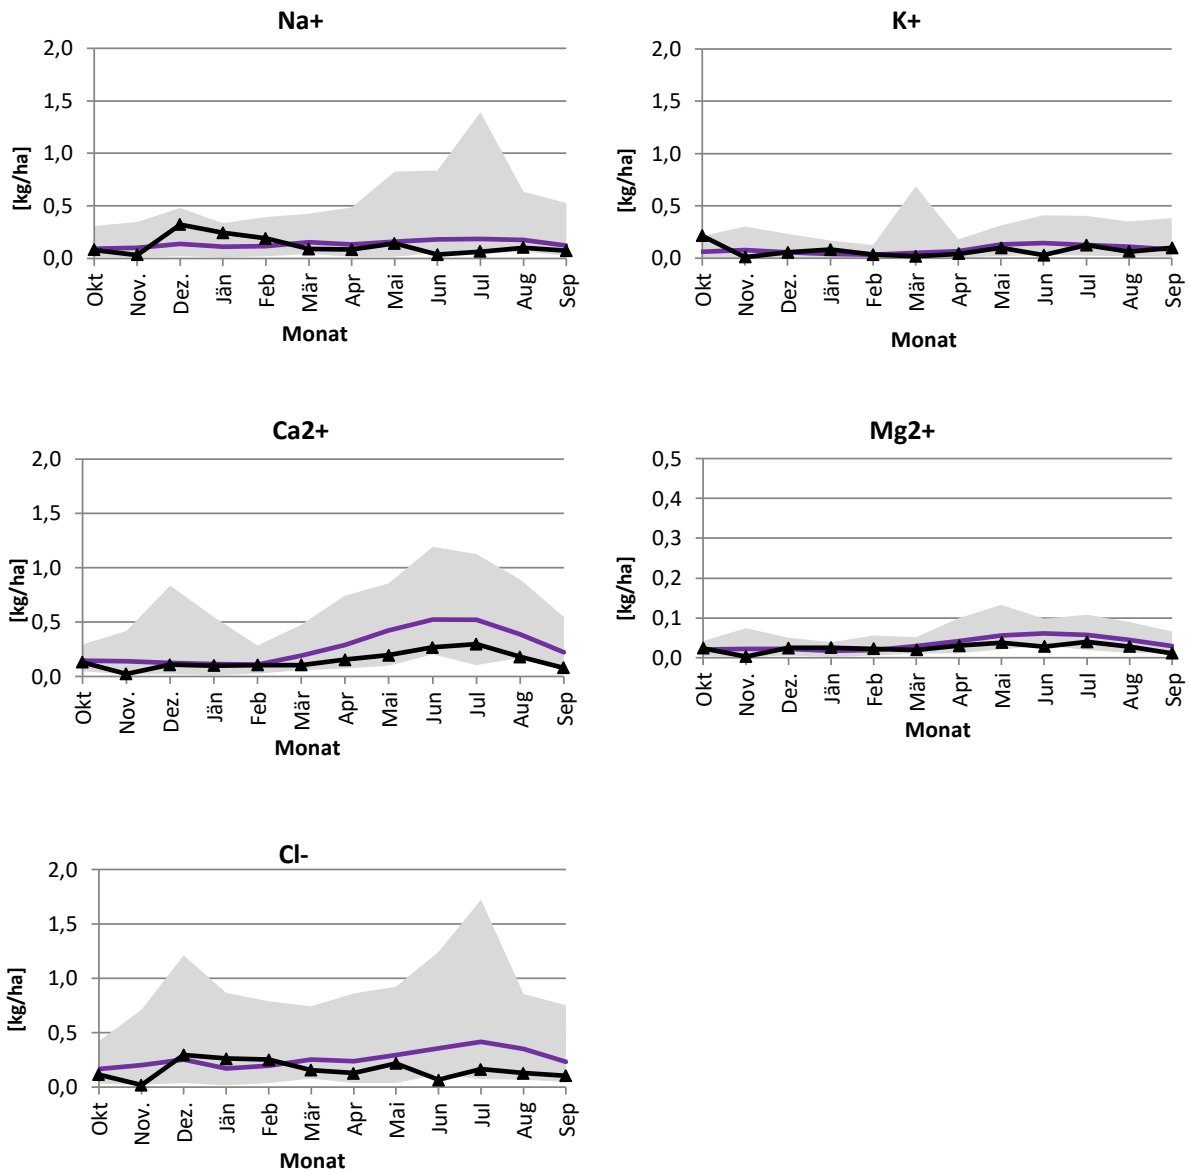 Na+
2,0
1,5
1,0
0,5
0,0
[kg/ha]
Okt Nov. Dez. Jän Feb Mär Apr Mai Jun Jul Aug Sep
Monat
K+
2,0
1,5
1,0
0,5
0,0
[kg/ha]
Okt Nov. Dez. Jän Feb Mär Apr Mai Jun Jul Aug Sep
Monat
Ca2+
2,0
1,5
1,0
0,5
0,0
[kg/ha]
Okt Nov. Dez. Jän Feb Mär Apr Mai Jun Jul Aug Sep
Monat
Mg2+
0,5
0,4
0,3
0,2
0,1
0,0
[kg/ha]
Okt Nov. Dez. Jän Feb Mär Apr Mai Jun Jul Aug Sep
Monat
Cl-
2,0
1,5
1,0
0,5
0,0
[kg/ha]
Okt Nov. Dez. Jän Feb Mär Apr Mai Jun Jul Aug Sep
Monat